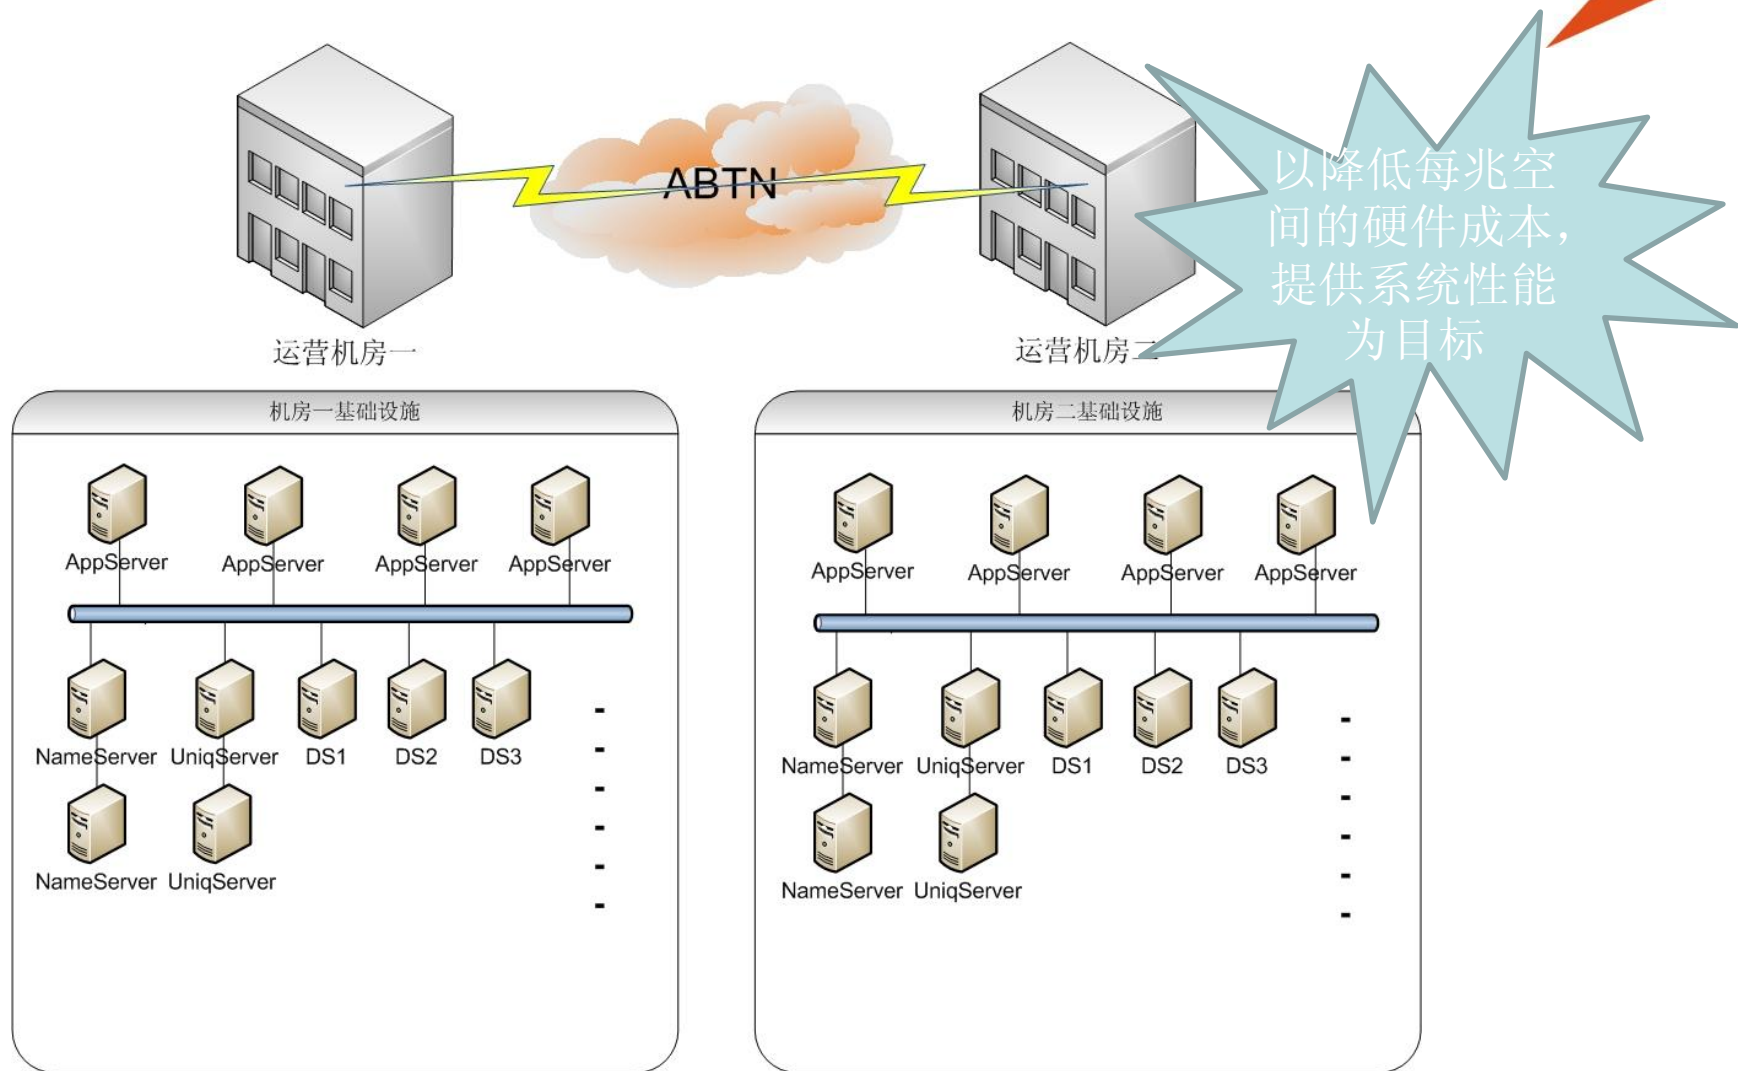 ABTN
以降低每兆空
间的硬件成本，
提供系统性能
为目标
运营机房一
运营机房二
机房一基础设施
机房二基础设施
AppServer
AppServer
AppServer
AppServer
NameServer
UniqServer
DS1
DS2
DS3
NameServer
UniqServer
AppServer
AppServer
AppServer
AppServer
NameServer
UniqServer
DS1
DS2
DS3
NameServer
UniqServer